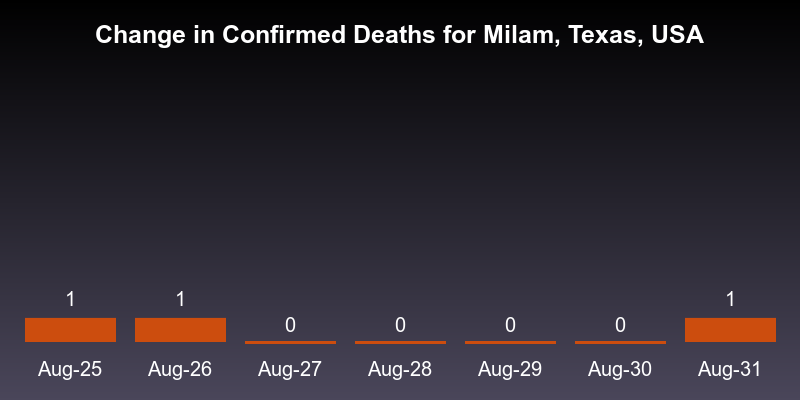 Change in Confirmed Deaths for Milam, Texas, USA
1 1 0 0 0 0 1
Aug-25 Aug-26 Aug-27 Aug-28 Aug-29 Aug-30 Aug-31